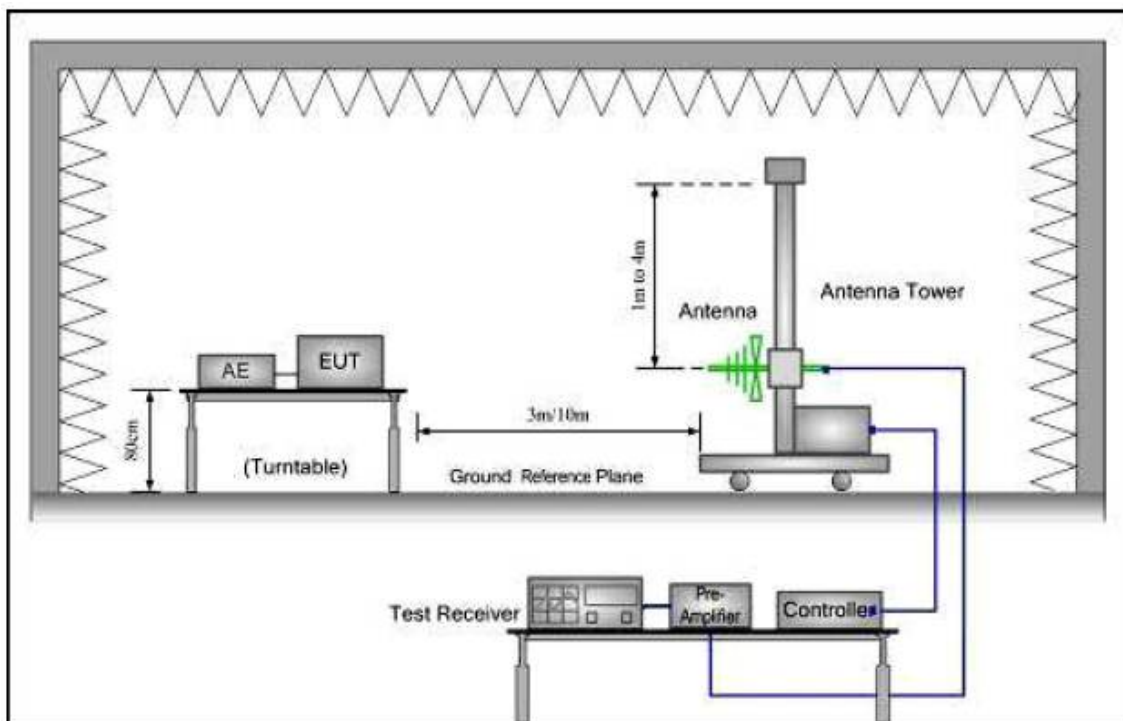 1m to 4m
Antenna
Antenna Tower
AE
EUT
80cm
3m/10m
(Turntable)
Ground Reference Plane
Test Receiver
Pre-
Amplifier
Controlle